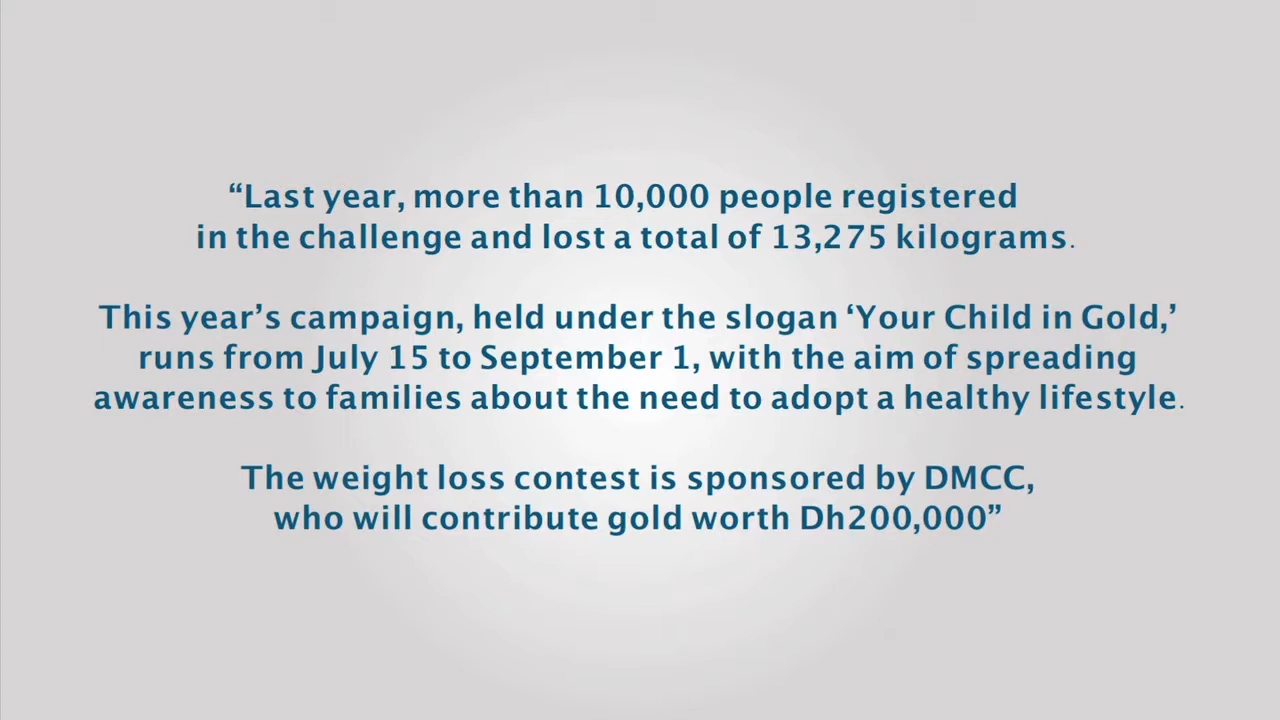 “Last year, more than 10,000 people registered
in the challenge and lost a total of 13,275 kilograms.
This year’s campaign, held under the slogan ‘Your Child in Gold,’
runs from July 15 to September 1, with the aim of spreading
awareness to families about the need to adopt a healthy lifestyle.
The weight loss contest is sponsored by DMCC,
who will contribute gold worth Dh200,000”